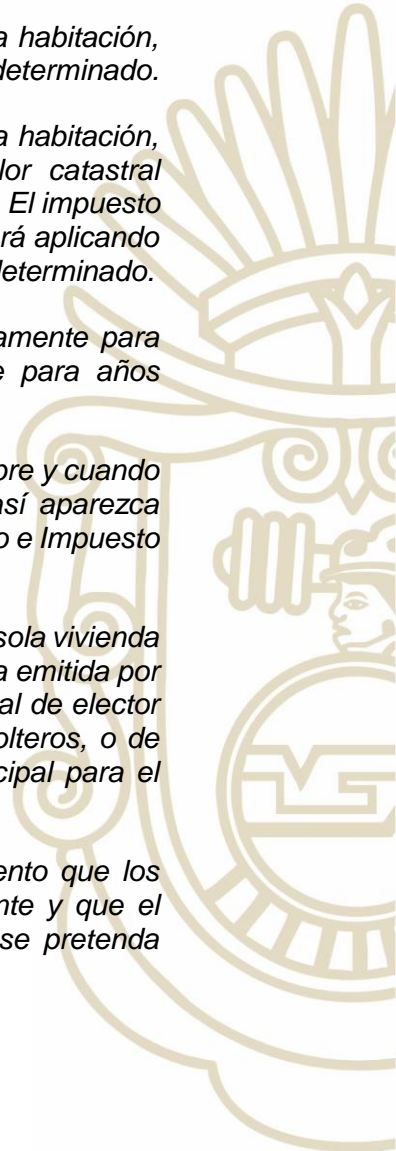 a habitación,
determinado.
a habitación,
lor catastral
El impuesto
rá aplicando
determinado.
amente para
e para años
bre y cuando
así aparezca
o e Impuesto
sola vivienda
a emitida por
al de elector
olteros, o de
cipal para el
ento que los
nte y que el
se pretenda